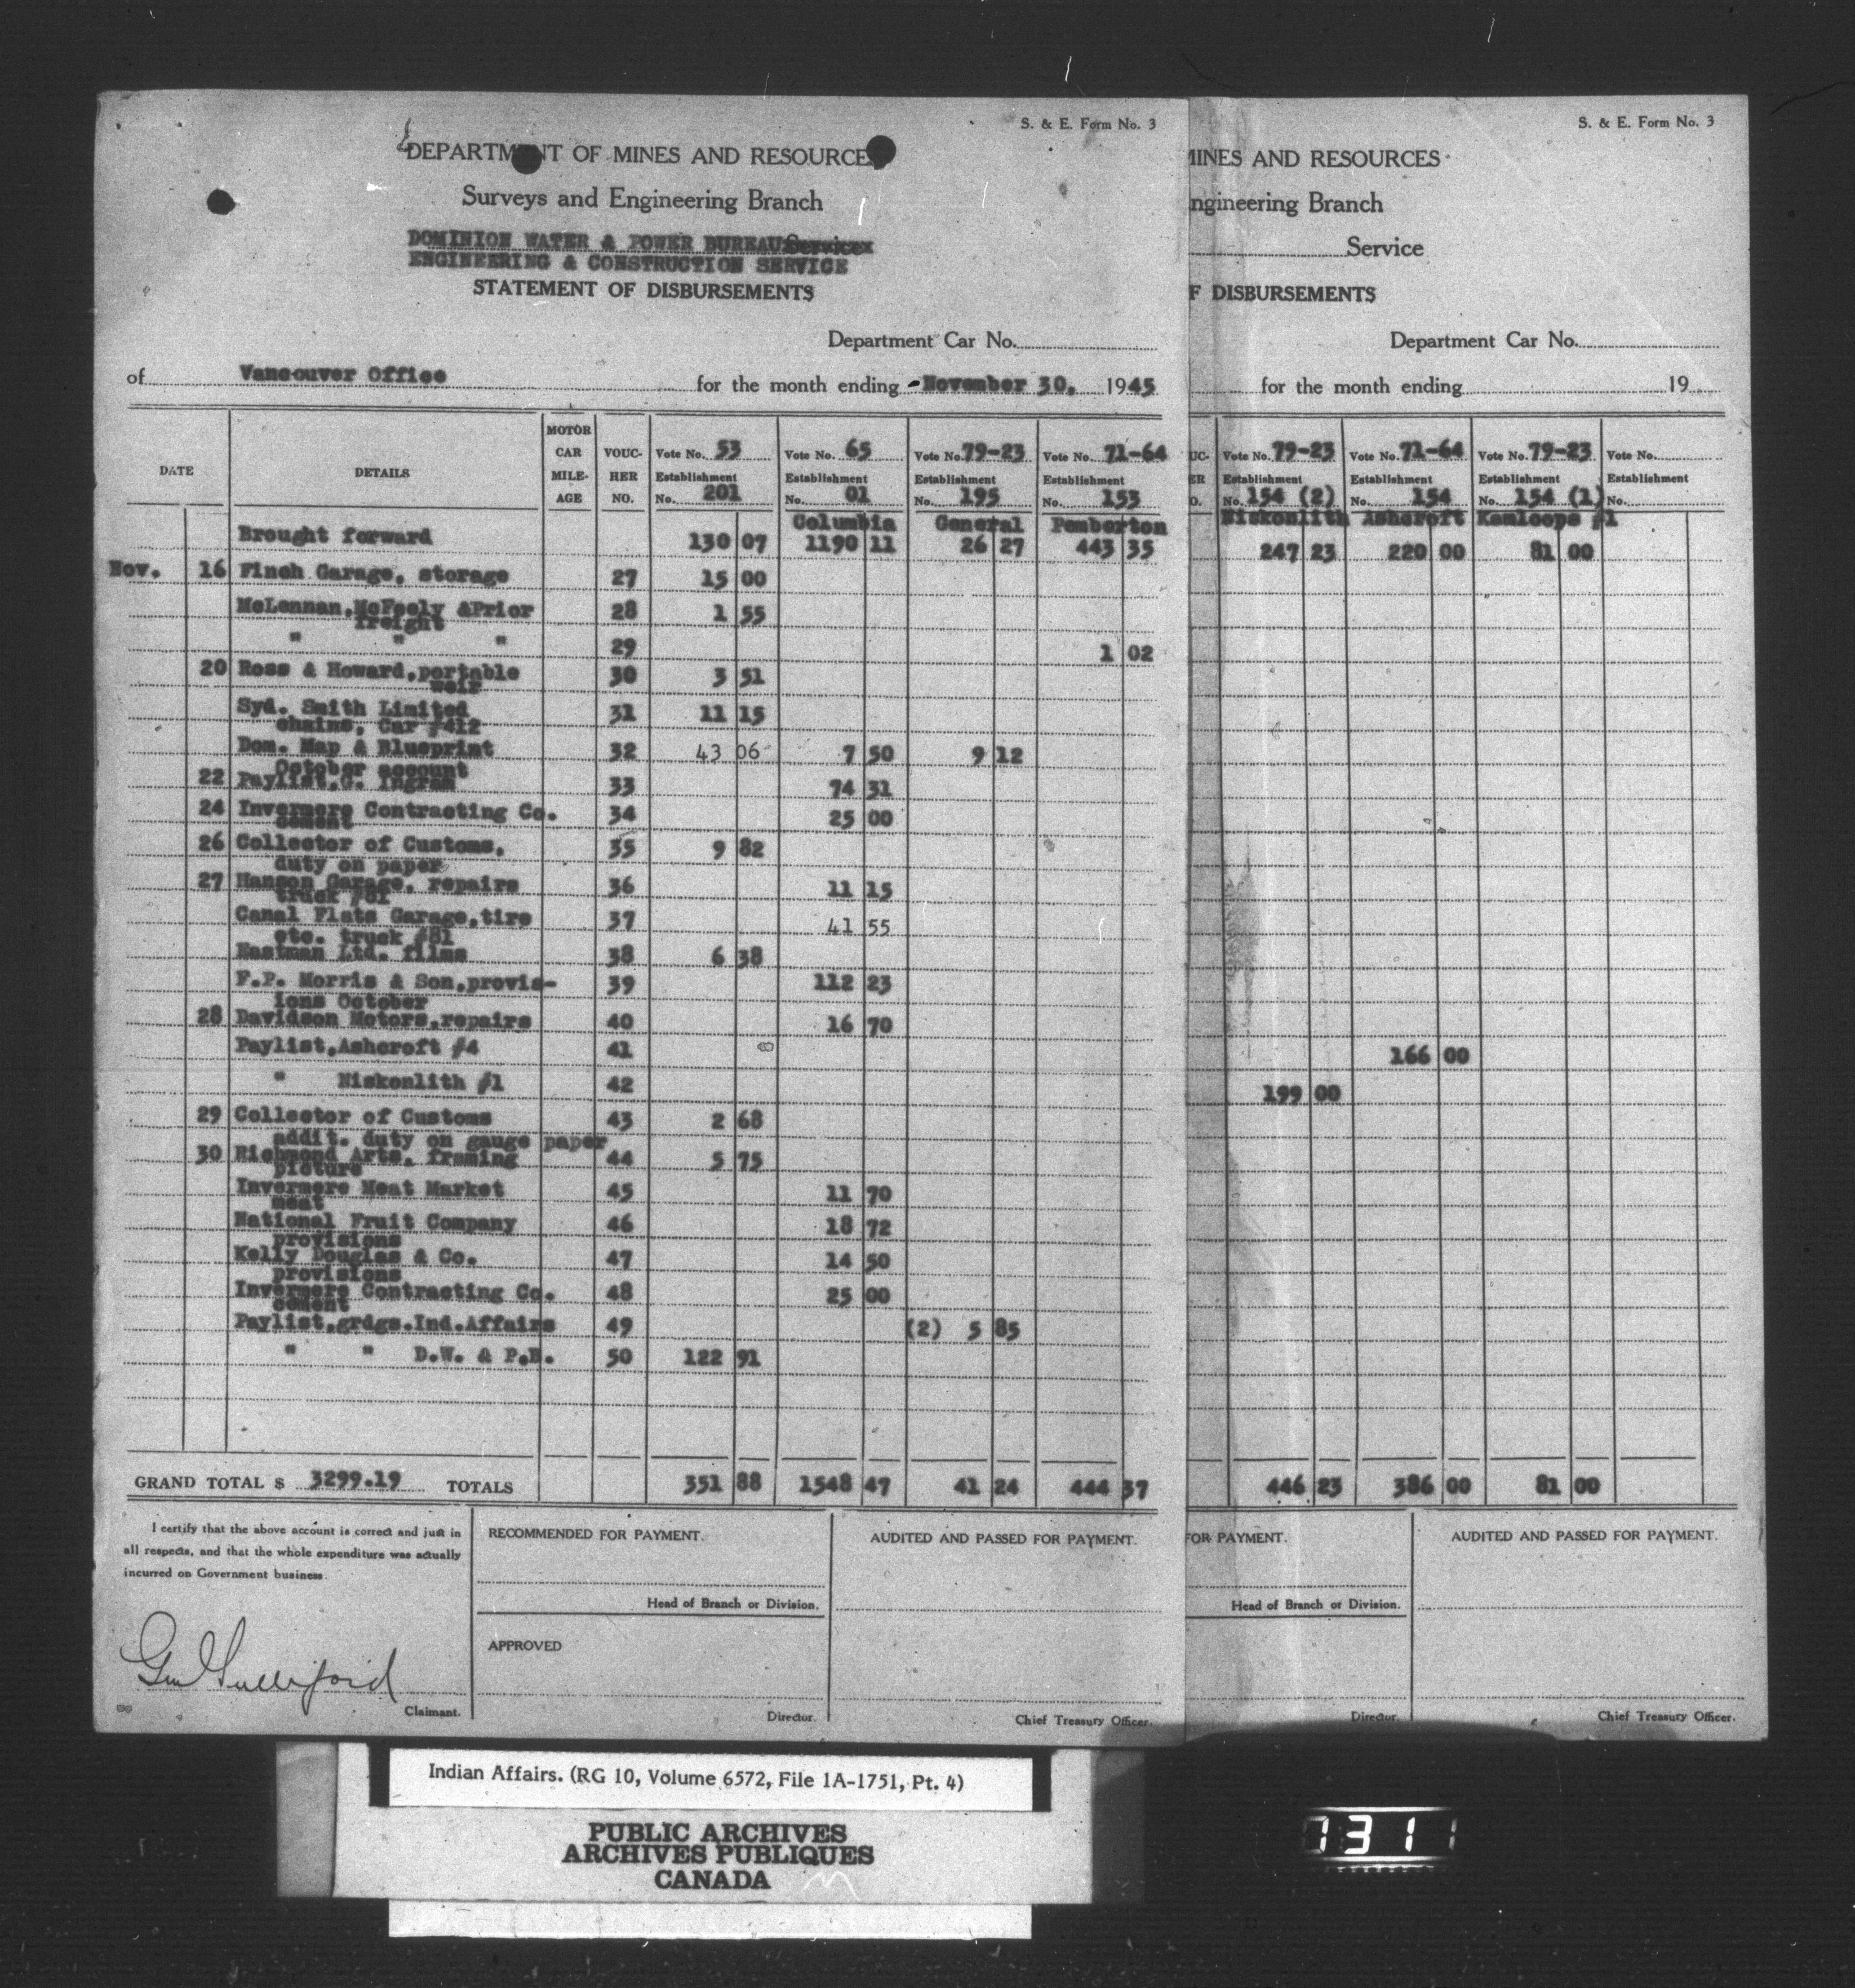 S. & E. Form No. 3
DEPARTM NT OF MINES AND RESOURCE
Surveys and Engineering Branch
DOMINION WATER & POWER BUREAU Service
ENGINEERING & CONSTRUCTION SERVICE
STATEMENT OF DISBURSEMENTS
Department Car No.
of Vancouver Office for the month ending - November 30, 1945
DATE DETAILS MOTOR CAR MILE-AGE VOUC-HER NO. Vote No. 53 Establishment No. 201 Vote No. 65 Establishment No. 01 Vote No. 79-23 Establishment No. 195 Vote No. 71-64 Establishment No. 153
Columbia General Pemberton
Brought forward 130 07 1190 11 26 27 443 35
Nov. 16 Finch Garage, storage 27 15 00
McLennan, McFeely & Prior 28 1 55
freight
" " " 29 1 02
20 Ross & Howard, portable 30 3 51
weir
Syd. Smith Limited 31 11 15
chains, Car #412
Dom. Map & Blueprint 32 43 06 7 50 9 12
October account
22 Paylist, G. Ingram 33 74 31
24 Invermere Contracting Co. 34 25 00
cement
26 Collector of Customs, 35 9 82
duty on paper
27 Hanson Garage, repairs 36 11 15
truck #81
Canal Flats Garage, tire 37 41 55
etc. truck #81
Eastman Ltd. films 38 6 38
F.P. Morris & Son, provis- 39 112 23
ions October
28 Davidson Motors, repairs 40 16 70
Paylist, Ashcroft #4 41
" Niskonlith #1 42
29 Collector of Customs 43 2 68
addit. duty on gauge paper
30 Richmond Arts, framing 44 5 75
picture
Invermere Meat Market 45 11 70
meat
National Fruit Company 46 18 72
provisions
Kelly Douglas & Co. 47 14 50
provisions
Invermere Contracting Co. 48 25 00
cement
Paylist, grdgs. Ind. Affairs 49 (2) 5 85
" " D.W. & P.B. 50 122 91
GRAND TOTAL $ 3299.19 TOTALS 351 88 1548 47 41 24 444 37
I certify that the above account is correct and just in
all respects, and that the whole expenditure was actually
incurred on Government business.
Claimant.
RECOMMENDED FOR PAYMENT.
Head of Branch or Division.
APPROVED
Director.
AUDITED AND PASSED FOR PAYMENT.
Chief Treasury Officer.
S. & E. Form No. 3
MINES AND RESOURCES
ngineering Branch
Service
F DISBURSEMENTS
Department Car No.
for the month ending 19
UC-ER O. Vote No. 79-23 Establishment No. 154 (2) Vote No. 71-64 Establishment No. 154 Vote No. 79-23 Establishment No. 154 (1) Vote No. Establishment No.
Niskonlith Ashcroft Kamloops #1
247 23 220 00 81 00
166 00
199 00
446 23 386 00 81 00
FOR PAYMENT.
Head of Branch or Division.
Director.
AUDITED AND PASSED FOR PAYMENT.
Chief Treasury Officer.
Indian Affairs. (RG 10, Volume 6572, File 1A-1751, Pt. 4)
PUBLIC ARCHIVES
ARCHIVES PUBLIQUES
CANADA
1311